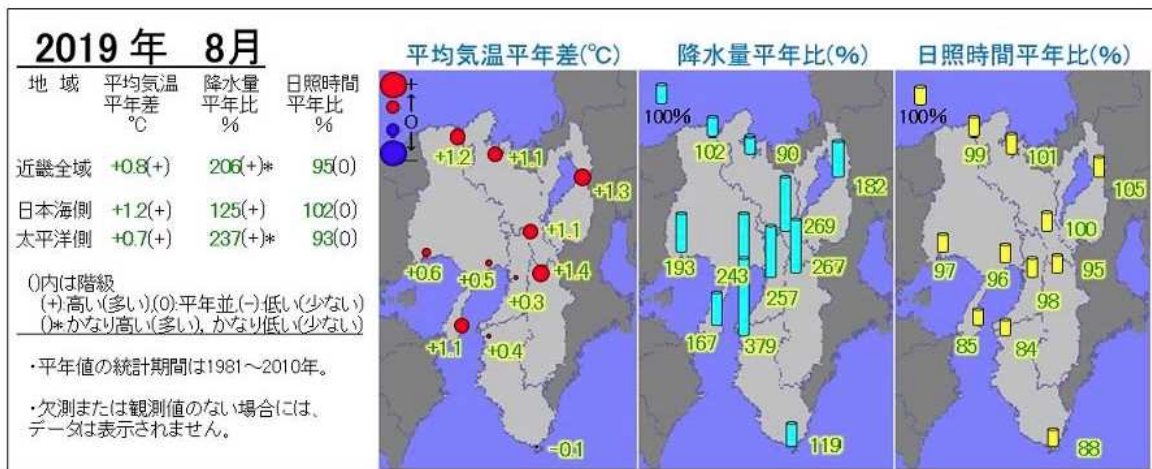 2019 年 8月
地 域 平均気温 降水量 日照時間
平年差 平年比 平年比
℃ % %
近畿全域 +0.8(+) 206(+)* 95(0)
日本海側 +1.2(+) 125(+) 102(0)
太平洋側 +0.7(+) 237(+)* 93(0)
()内は階級
(+):高い(多い),(0):平年並,(-):低い(少ない)
()*:かなり高い(多い), かなり低い(少ない)
・平年値の統計期間は1981～2010年。
・欠測または観測値のない場合には、
データは表示されません。
平均気温平年差(℃)
+
↑
0
↓
-
+1.2
+1.1
+1.3
+1.1
+0.6
+0.5
+1.4
+0.3
+1.1
+0.4
-0.1
降水量平年比(%)
100%
102
90
182
269
193
243
267
257
167
379
119
日照時間平年比(%)
100%
99
101
105
100
97
96
95
98
85
84
88